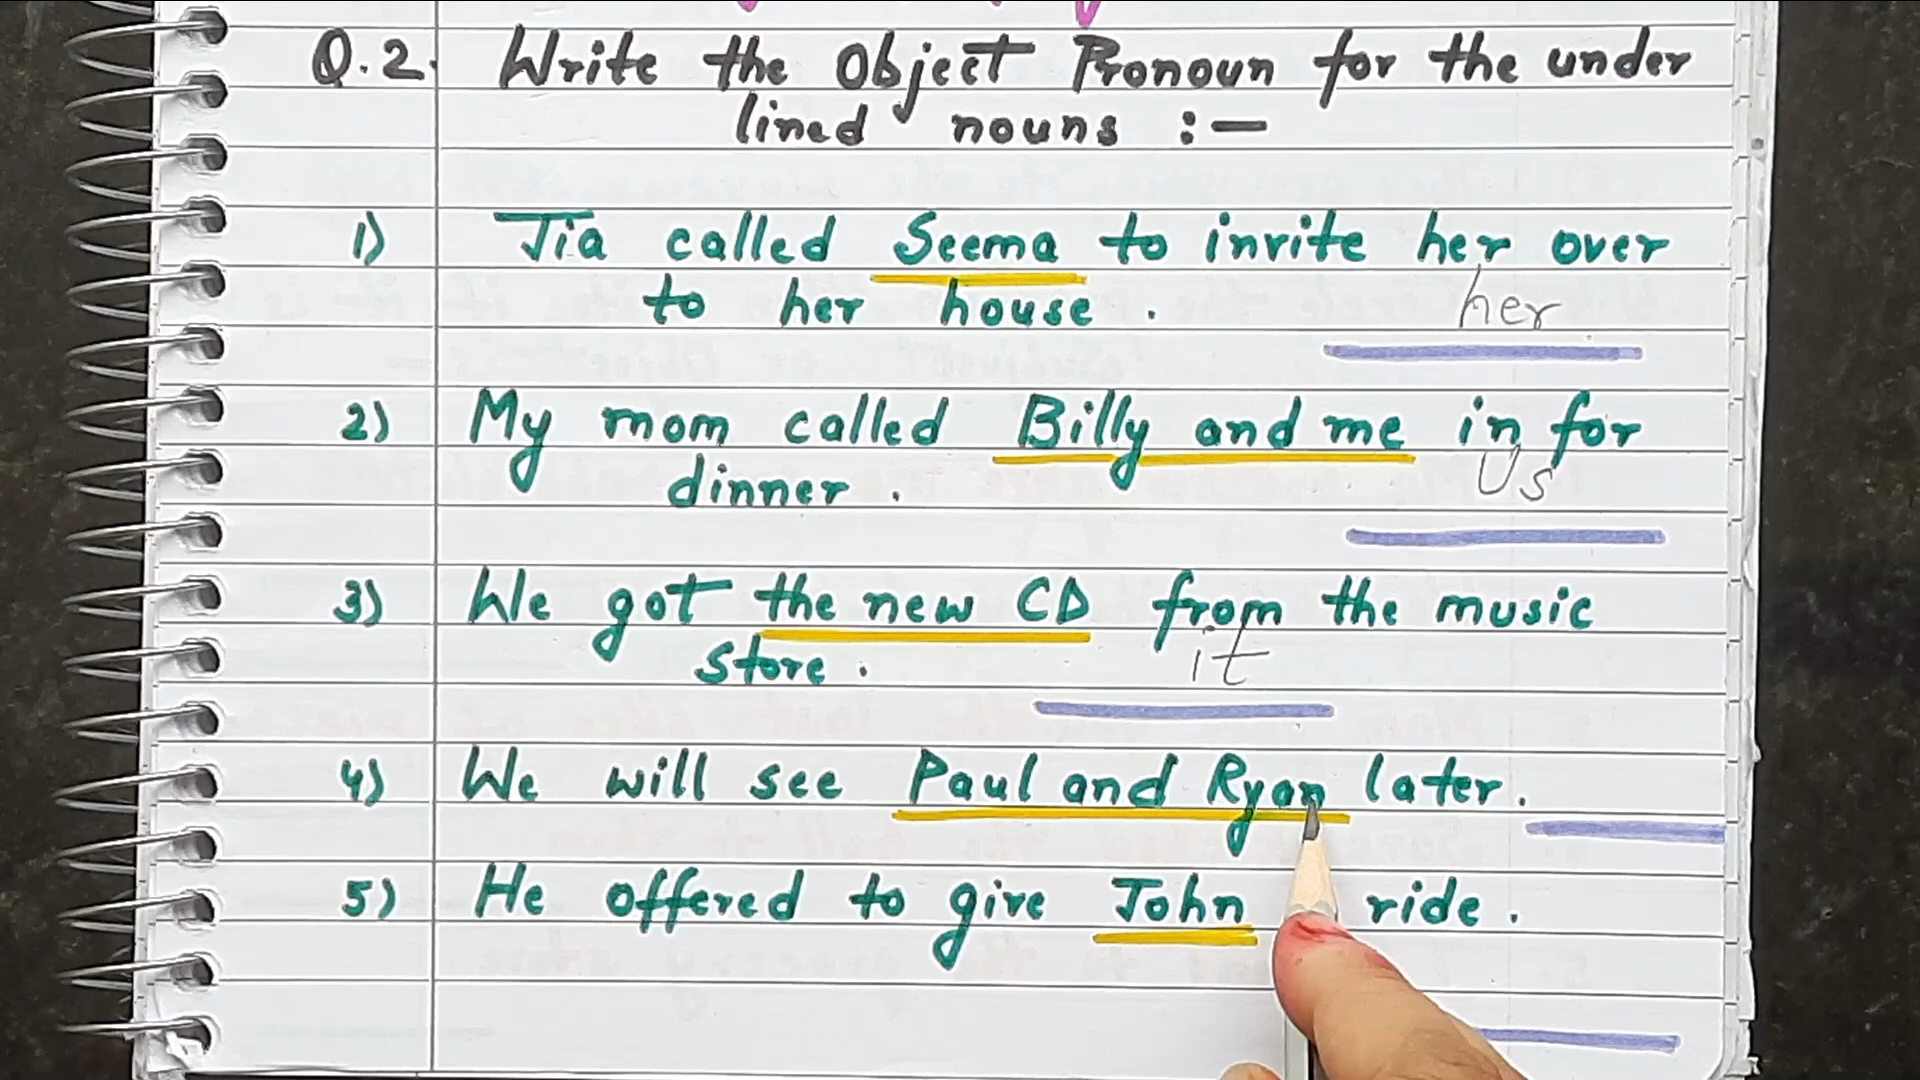 Q.2. Write the Object Pronoun for the under
lined nouns :-
1) Jia called Seema to invite her over
to her house. her
2) My mom called Billy and me in for
dinner. Us
3) We got the new CD from the music
store. it
4) We will see Paul and Ryan later.
5) He offered to give John ride.